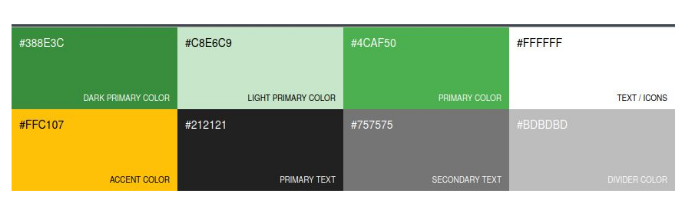 #388E3C
DARK PRIMARY COLOR
#C8E6C9
LIGHT PRIMARY COLOR
#4CAF50
PRIMARY COLOR
#FFFFFF
TEXT / ICONS
#FFC107
ACCENT COLOR
#212121
PRIMARY TEXT
#757575
SECONDARY TEXT
#BDBDBD
DIVIDER COLOR